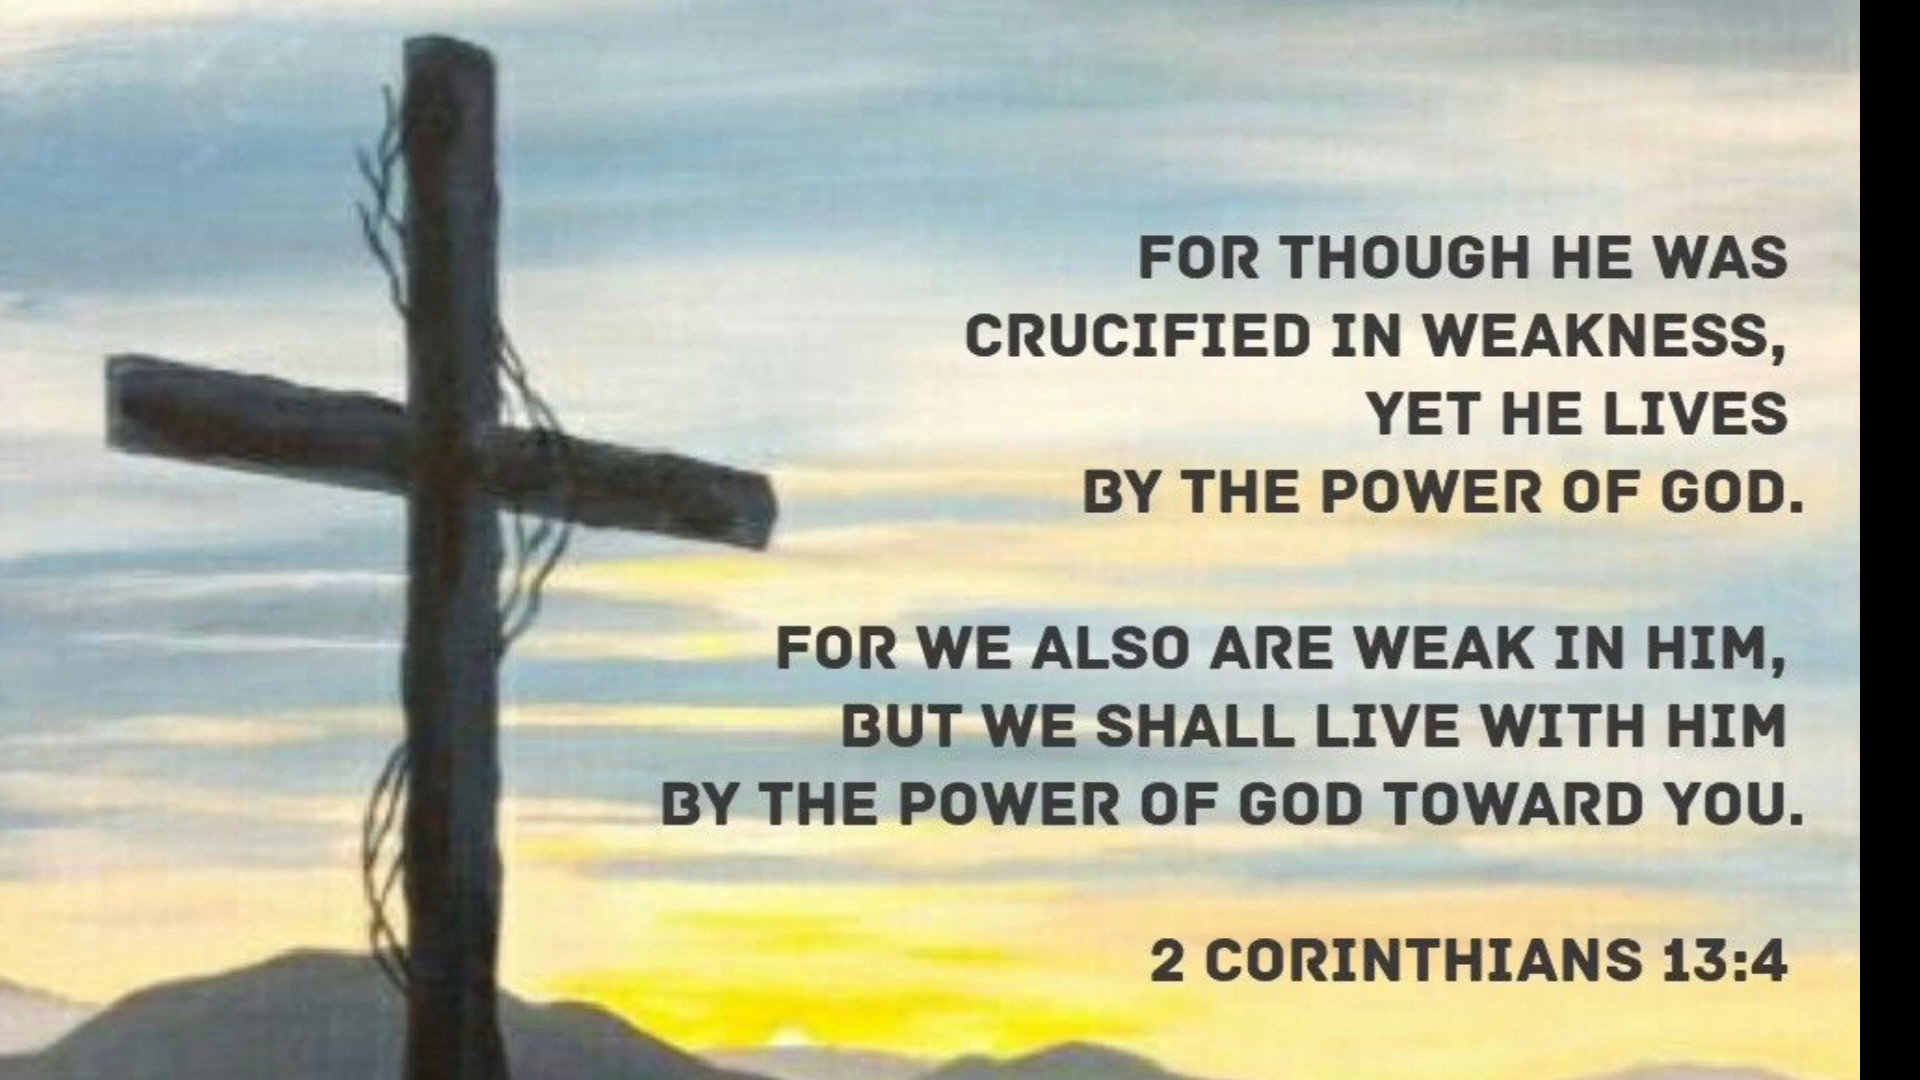 FOR THOUGH HE WAS
CRUCIFIED IN WEAKNESS,
YET HE LIVES
BY THE POWER OF GOD.
FOR WE ALSO ARE WEAK IN HIM,
BUT WE SHALL LIVE WITH HIM
BY THE POWER OF GOD TOWARD YOU.
2 CORINTHIANS 13:4